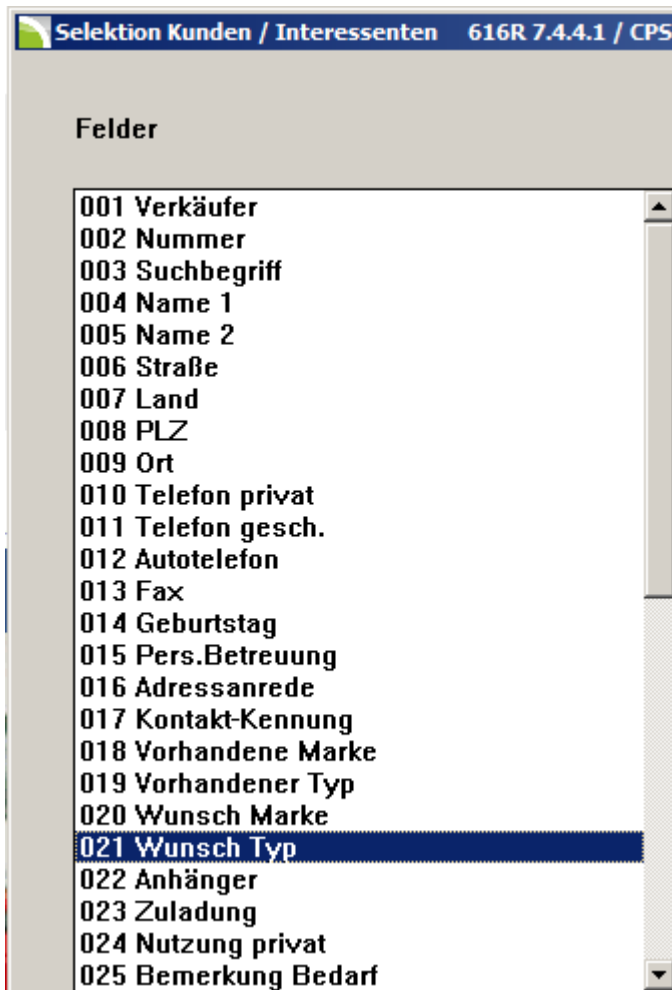 Selektion Kunden / Interessenten 616R 7.4.4.1 / CPS
Felder
001 Verkäufer
002 Nummer
003 Suchbegriff
004 Name 1
005 Name 2
006 Straße
007 Land
008 PLZ
009 Ort
010 Telefon privat
011 Telefon gesch.
012 Autotelefon
013 Fax
014 Geburtstag
015 Pers.Betreuung
016 Adressanrede
017 Kontakt-Kennung
018 Vorhandene Marke
019 Vorhandener Typ
020 Wunsch Marke
021 Wunsch Typ
022 Anhänger
023 Zuladung
024 Nutzung privat
025 Bemerkung Bedarf